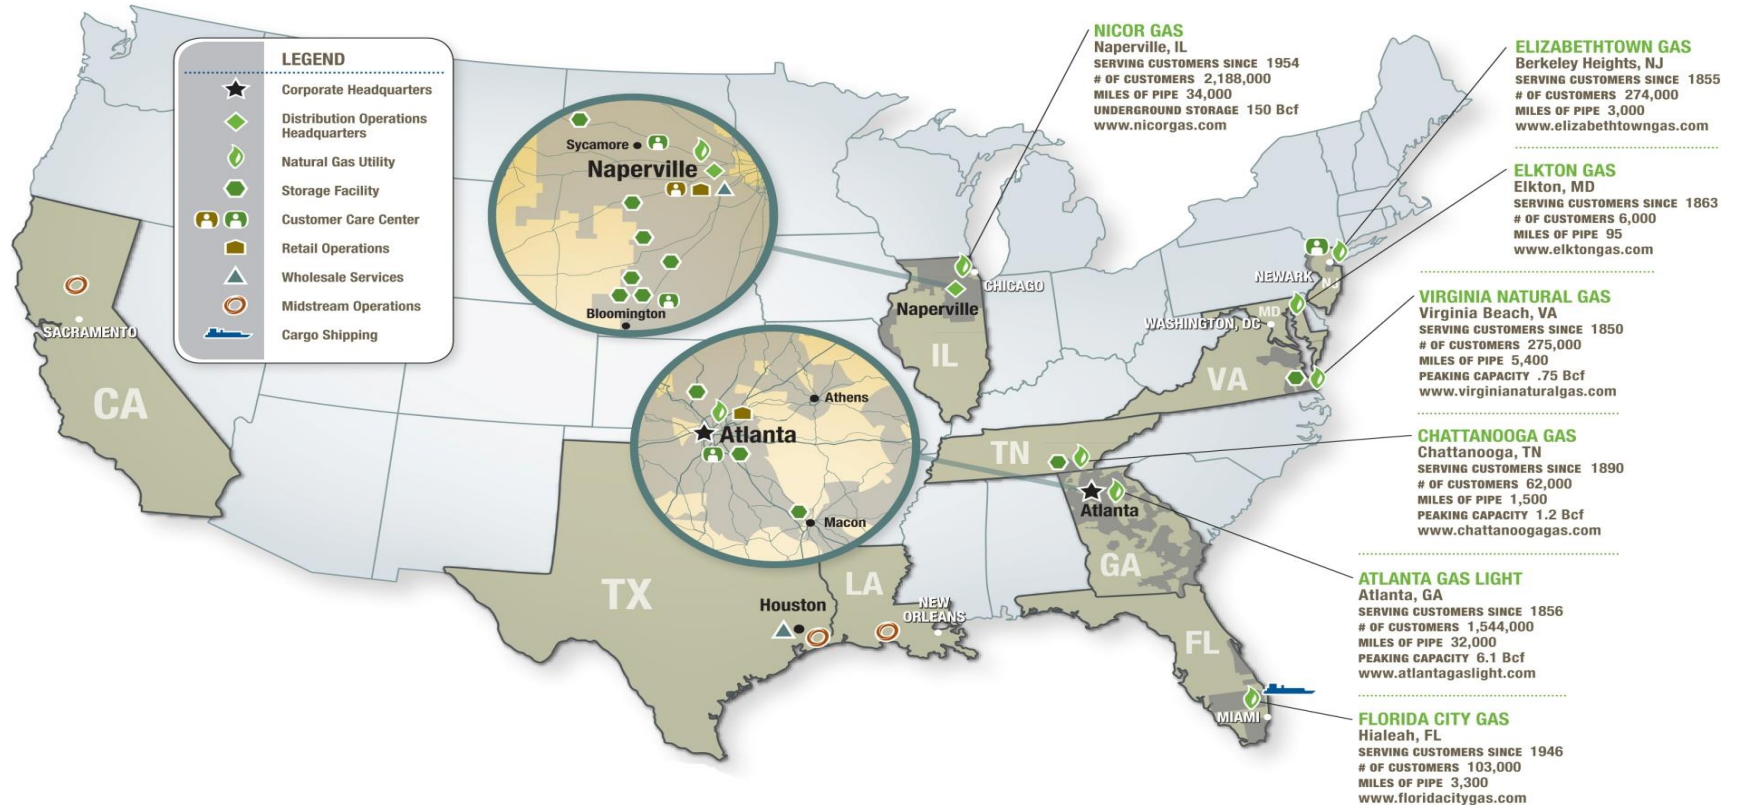 LEGEND
Corporate Headquarters
Distribution Operations
Headquarters
Natural Gas Utility
Storage Facility
Customer Care Center
Retail Operations
Wholesale Services
Midstream Operations
Cargo Shipping
SACRAMENTO
CA
Sycamore
Naperville
Bloomington
Athens
Atlanta
Macon
TX
Houston
LA
NEW
ORLEANS
CHICAGO
Naperville
IL
TN
Atlanta
GA
FL
MIAMI
VA
WASHINGTON, DC
MD
NEWARK
NJ
NICOR GAS
Naperville, IL
SERVING CUSTOMERS SINCE 1954
# OF CUSTOMERS 2,188,000
MILES OF PIPE 34,000
UNDERGROUND STORAGE 150 Bcf
www.nicorgas.com
ELIZABETHTOWN GAS
Berkeley Heights, NJ
SERVING CUSTOMERS SINCE 1855
# OF CUSTOMERS 274,000
MILES OF PIPE 3,000
www.elizabethtowngas.com
ELKTON GAS
Elkton, MD
SERVING CUSTOMERS SINCE 1863
# OF CUSTOMERS 6,000
MILES OF PIPE 95
www.elktongas.com
VIRGINIA NATURAL GAS
Virginia Beach, VA
SERVING CUSTOMERS SINCE 1850
# OF CUSTOMERS 275,000
MILES OF PIPE 5,400
PEAKING CAPACITY .75 Bcf
www.virginianaturalgas.com
CHATTANOOGA GAS
Chattanooga, TN
SERVING CUSTOMERS SINCE 1890
# OF CUSTOMERS 62,000
MILES OF PIPE 1,500
PEAKING CAPACITY 1.2 Bcf
www.chattanoogagas.com
ATLANTA GAS LIGHT
Atlanta, GA
SERVING CUSTOMERS SINCE 1856
# OF CUSTOMERS 1,544,000
MILES OF PIPE 32,000
PEAKING CAPACITY 6.1 Bcf
www.atlantagaslight.com
FLORIDA CITY GAS
Hialeah, FL
SERVING CUSTOMERS SINCE 1946
# OF CUSTOMERS 103,000
MILES OF PIPE 3,300
www.floridacitygas.com